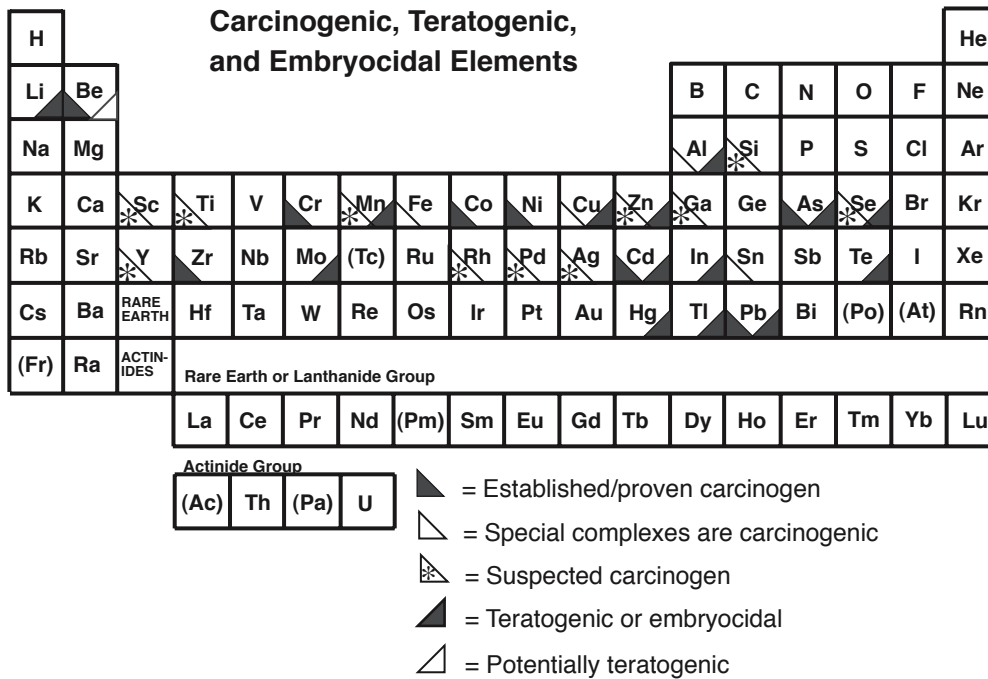 Carcinogenic, Teratogenic,
and Embryocidal Elements
H He
Li Be B C N O F Ne
Na Mg Al Si P S Cl Ar
K Ca Sc Ti V Cr Mn Fe Co Ni Cu Zn Ga Ge As Se Br Kr
Rb Sr Y Zr Nb Mo (Tc) Ru Rh Pd Ag Cd In Sn Sb Te I Xe
Cs Ba RARE EARTH Hf Ta W Re Os Ir Pt Au Hg Tl Pb Bi (Po) (At) Rn
(Fr) Ra ACTIN-IDES
Rare Earth or Lanthanide Group
La Ce Pr Nd (Pm) Sm Eu Gd Tb Dy Ho Er Tm Yb Lu
Actinide Group
(Ac) Th (Pa) U
= Established/proven carcinogen
= Special complexes are carcinogenic
* = Suspected carcinogen
= Teratogenic or embryocidal
= Potentially teratogenic